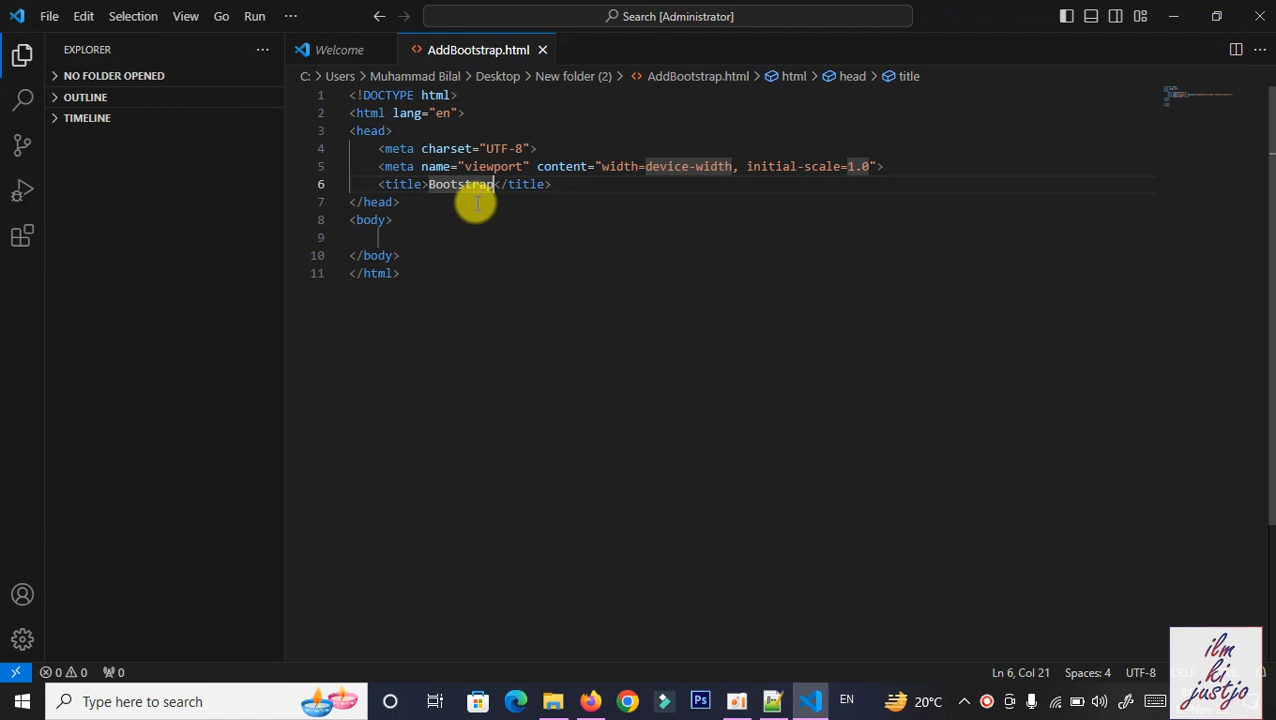 File Edit Selection View Go Run ··· Search [Administrator]
EXPLORER ···
NO FOLDER OPENED
OUTLINE
TIMELINE
Welcome AddBootstrap.html
C: > Users > Muhammad Bilal > Desktop > New folder (2) > AddBootstrap.html > html > head > title
1 <!DOCTYPE html>
2 <html lang="en">
3 <head>
4 <meta charset="UTF-8">
5 <meta name="viewport" content="width=device-width, initial-scale=1.0">
6 <title>Bootstrap</title>
7 </head>
8 <body>
9
10 </body>
11 </html>
0 0 0 Ln 6, Col 21 Spaces: 4 UTF-8
Type here to search Ps EN 20°C
ilm
ki
justjo